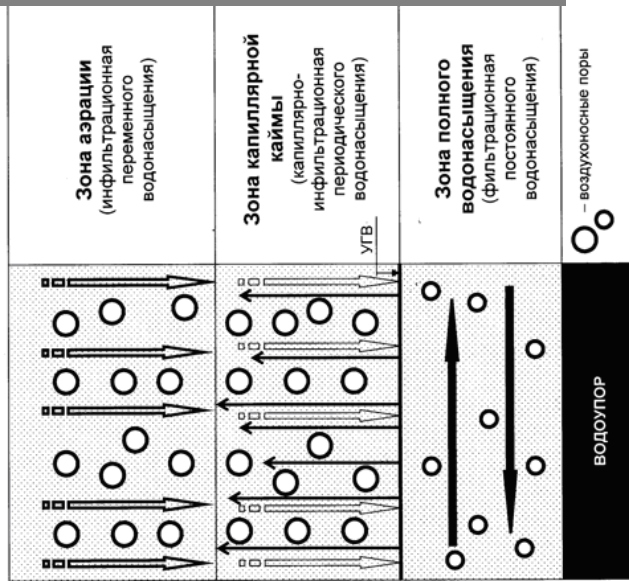 Зона аэрации
(инфильтрационная
переменного
водонасыщения)
Зона капиллярной
каймы
(капиллярно-
инфильтрационная
периодического
водонасыщения)
УГВ
Зона полного
водонасыщения
(фильтрационная
постоянного
водонасыщения)
– воздухоносные поры
ВОДОУПОР